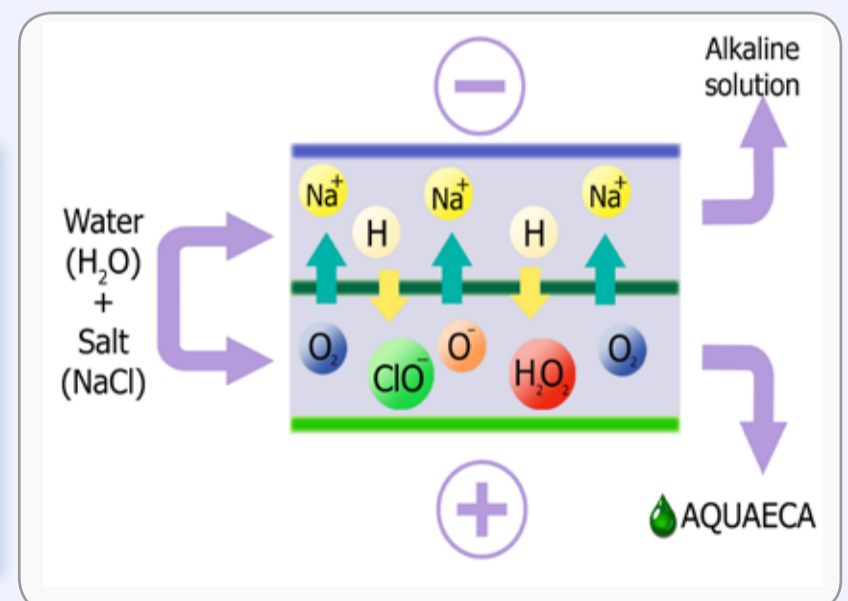 Alkaline
solution
−
Na⁺ Na⁺ Na⁺
H H
Water
(H₂O)
+
Salt
(NaCl)
O₂ ClO⁻ O⁻ H₂O₂ O₂
+
AQUAECA